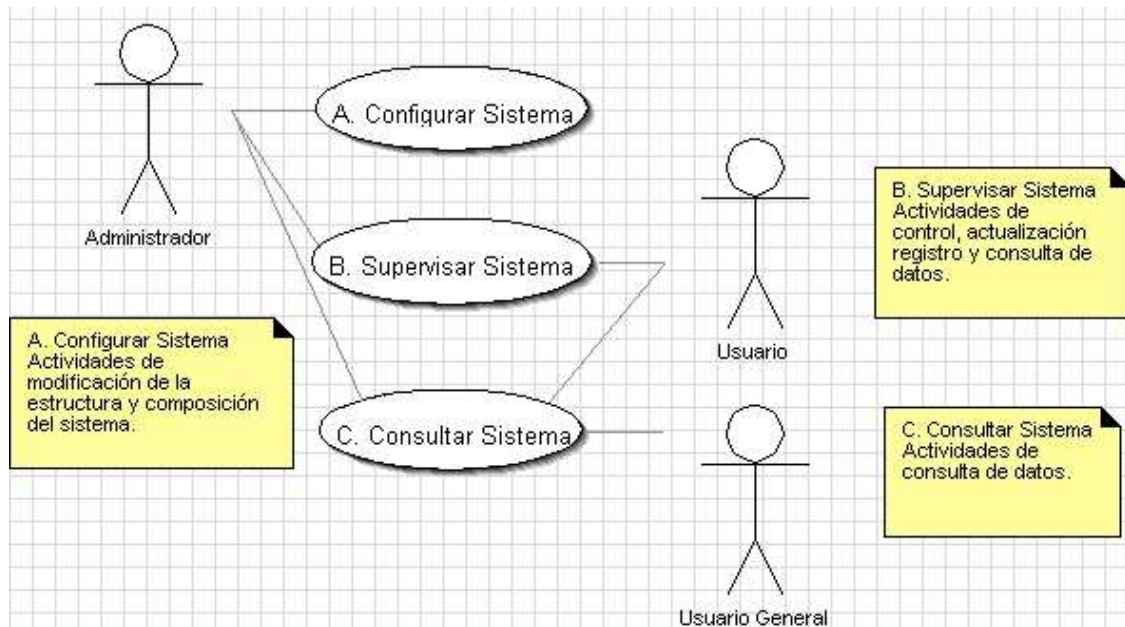 A. Configurar Sistema
Administrador
B. Supervisar Sistema
Usuario
B. Supervisar Sistema
Actividades de
control, actualización
registro y consulta de
datos.
A. Configurar Sistema
Actividades de
modificación de la
estructura y composición
del sistema.
C. Consultar Sistema
Usuario General
C. Consultar Sistema
Actividades de
consulta de datos.